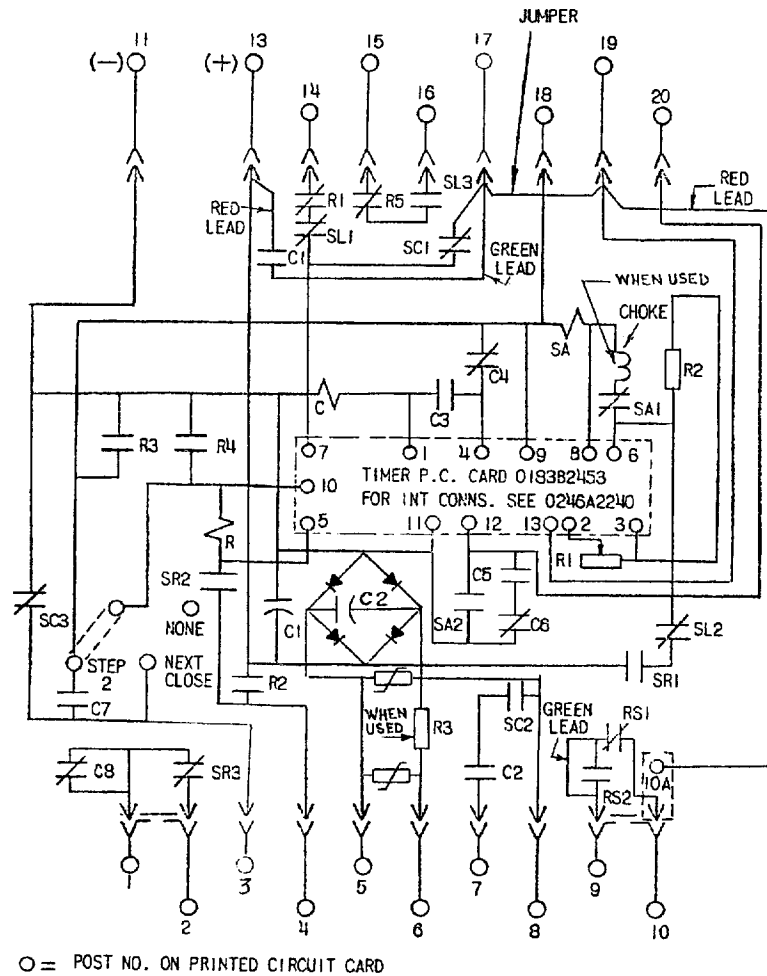 JUMPER
11 13 15 17 19
(-) (+)
14 16 18 20
SL3
RED LEAD
R1 R5
RED LEAD
SL1
SC1
C1
GREEN LEAD
WHEN USED
CHOKE
SA
R2
C4
SA1
C
C3
R3 R4
7 1 4 9 8 6
TIMER P.C. CARD 0183B2453
10
FOR INT CONNS. SEE 0246A2240
5 11 12 13 2 3
R
R1
SR2
C5
C2
SC3
C1
SA2
C6
NONE
SL2
STEP 2
NEXT CLOSE
SR1
R2
C7
WHEN USED
R3
SC2
GREEN LEAD
RS1
C8
SR3
C2
RS2
10A
1 3 5 7 9
2 4 6 8 10
O = POST NO. ON PRINTED CIRCUIT CARD